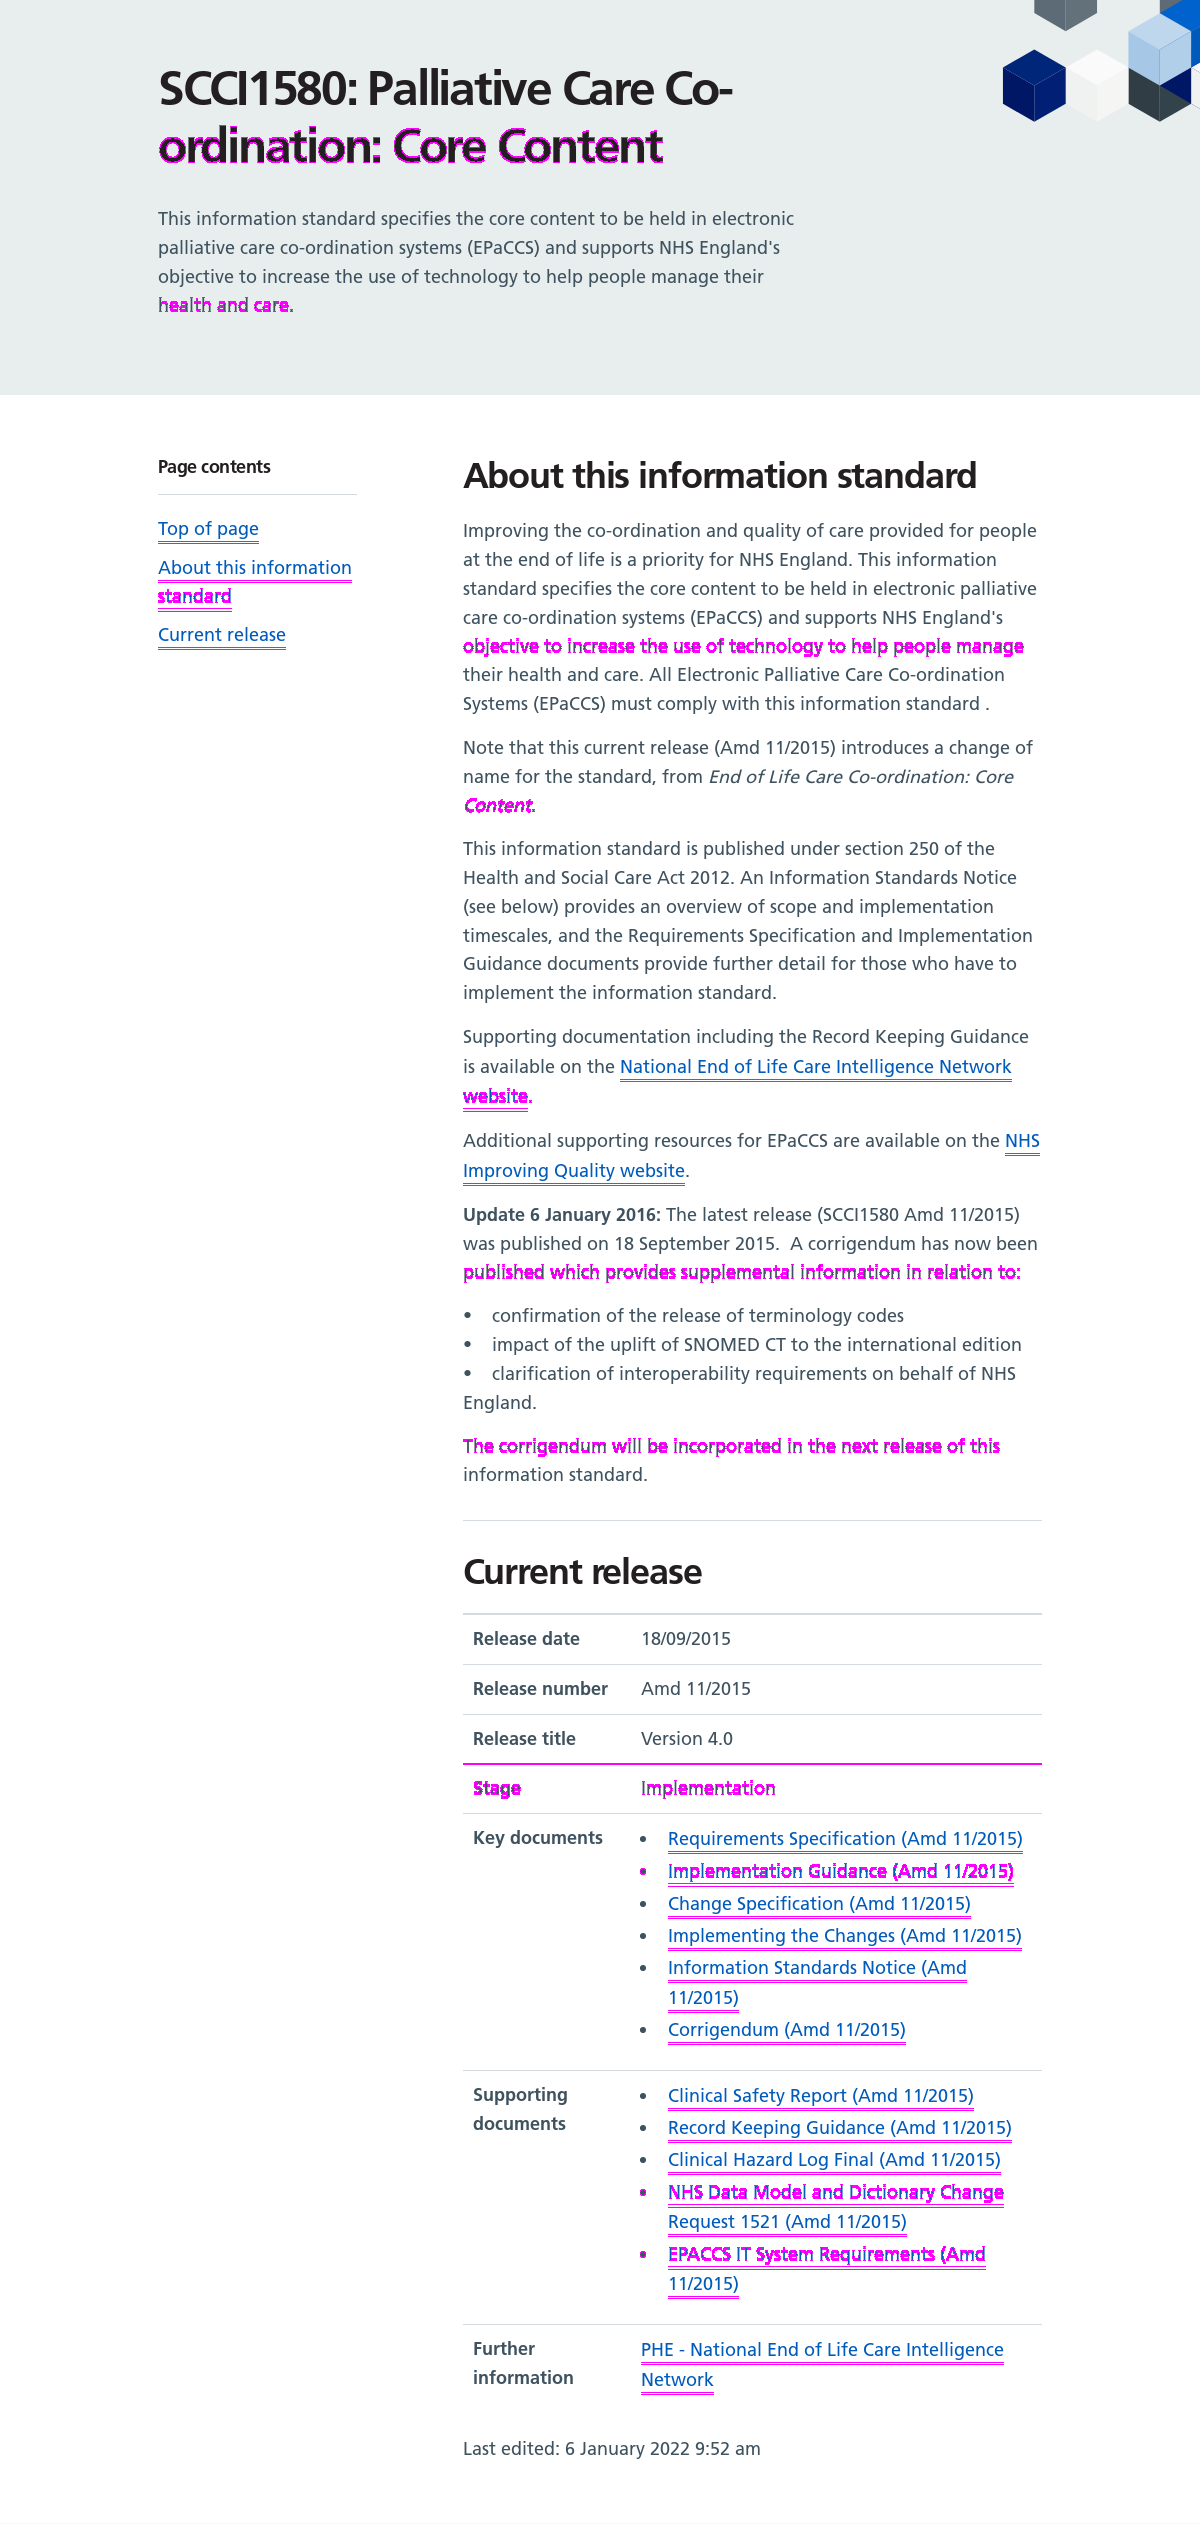 SCCI1580: Palliative Care Co-
ordination: Core Content
This information standard specifies the core content to be held in electronic
palliative care co-ordination systems (EPaCCS) and supports NHS England's
objective to increase the use of technology to help people manage their
health and care.
Page contents
Top of page
About this information
standard
Current release
About this information standard
Improving the co-ordination and quality of care provided for people
at the end of life is a priority for NHS England. This information
standard specifies the core content to be held in electronic palliative
care co-ordination systems (EPaCCS) and supports NHS England's
objective to increase the use of technology to help people manage
their health and care. All Electronic Palliative Care Co-ordination
Systems (EPaCCS) must comply with this information standard .
Note that this current release (Amd 11/2015) introduces a change of
name for the standard, from End of Life Care Co-ordination: Core
Content.
This information standard is published under section 250 of the
Health and Social Care Act 2012. An Information Standards Notice
(see below) provides an overview of scope and implementation
timescales, and the Requirements Specification and Implementation
Guidance documents provide further detail for those who have to
implement the information standard.
Supporting documentation including the Record Keeping Guidance
is available on the National End of Life Care Intelligence Network
website.
Additional supporting resources for EPaCCS are available on the NHS
Improving Quality website.
Update 6 January 2016: The latest release (SCCI1580 Amd 11/2015)
was published on 18 September 2015.  A corrigendum has now been
published which provides supplemental information in relation to:
• confirmation of the release of terminology codes
• impact of the uplift of SNOMED CT to the international edition
• clarification of interoperability requirements on behalf of NHS
England.
The corrigendum will be incorporated in the next release of this
information standard.
Current release
Release date 18/09/2015
Release number Amd 11/2015
Release title Version 4.0
Stage Implementation
Key documents • Requirements Specification (Amd 11/2015)
• Implementation Guidance (Amd 11/2015)
• Change Specification (Amd 11/2015)
• Implementing the Changes (Amd 11/2015)
• Information Standards Notice (Amd
11/2015)
• Corrigendum (Amd 11/2015)
Supporting
documents
• Clinical Safety Report (Amd 11/2015)
• Record Keeping Guidance (Amd 11/2015)
• Clinical Hazard Log Final (Amd 11/2015)
• NHS Data Model and Dictionary Change
Request 1521 (Amd 11/2015)
• EPACCS IT System Requirements (Amd
11/2015)
Further
information
PHE - National End of Life Care Intelligence
Network
Last edited: 6 January 2022 9:52 am